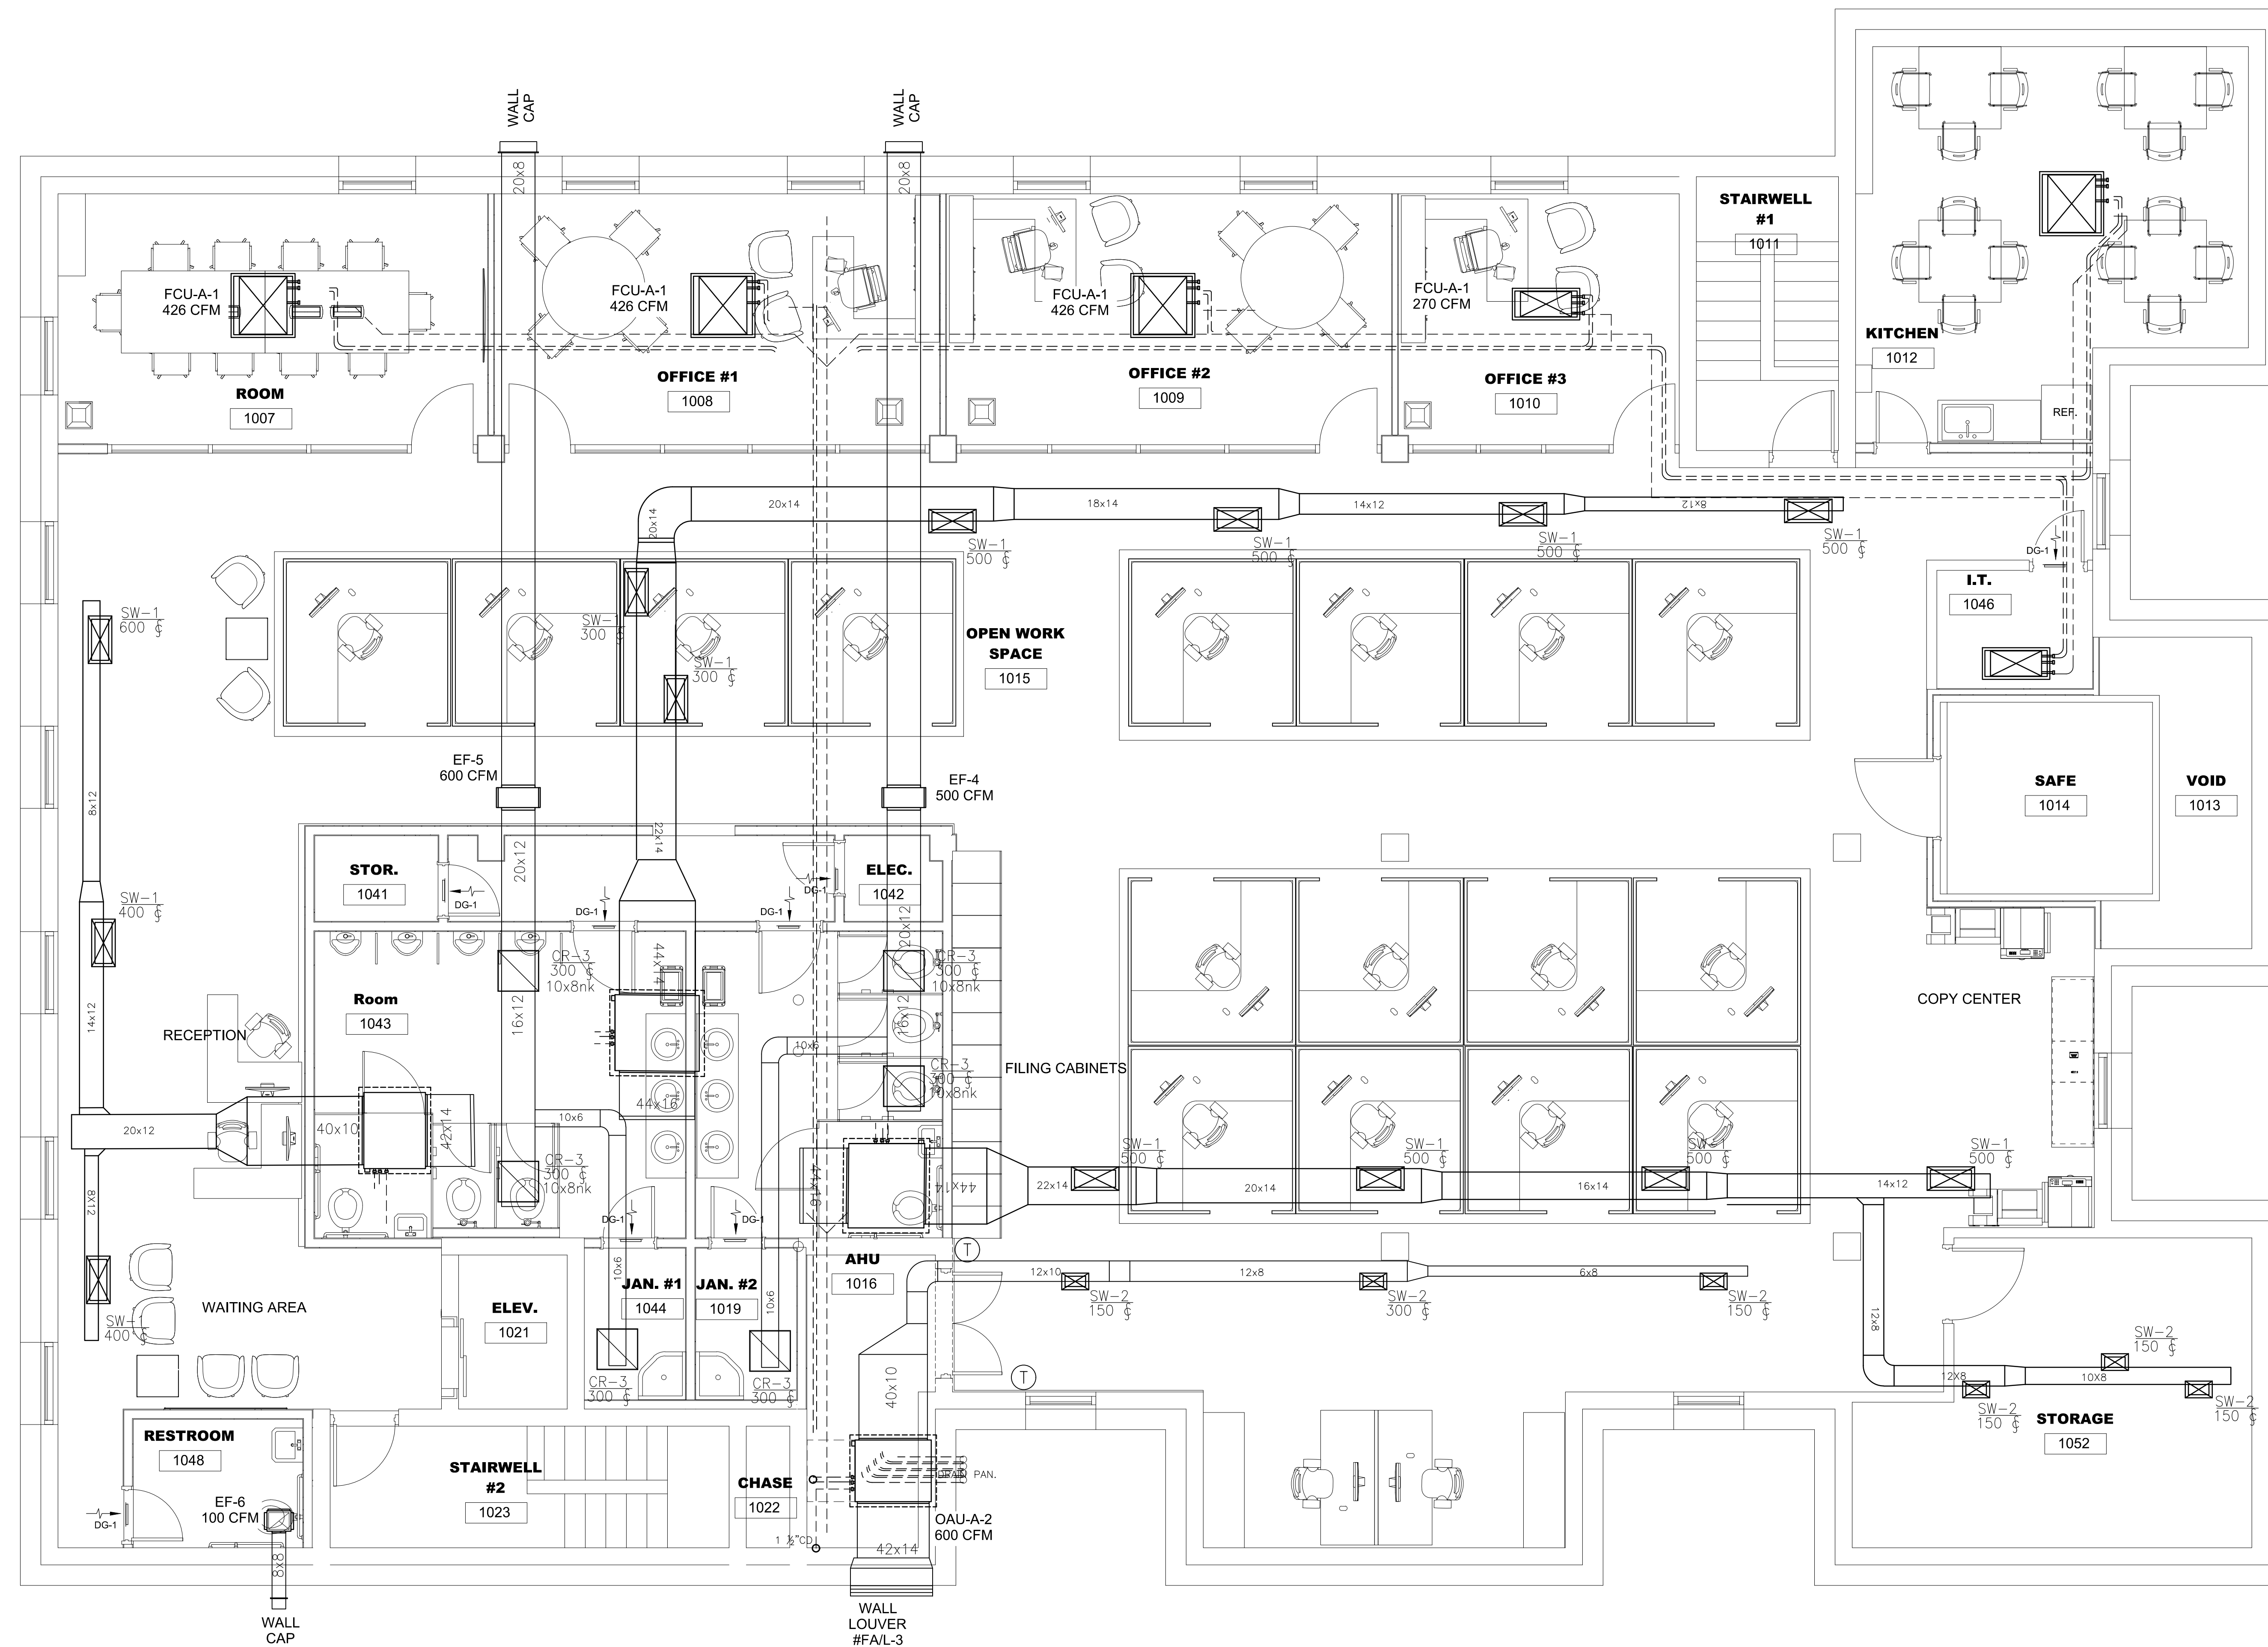 WALL
CAP
WALL
CAP
20x8
20x8
STAIRWELL
#1
1011
FCU-A-1
426 CFM
FCU-A-1
426 CFM
FCU-A-1
426 CFM
FCU-A-1
270 CFM
KITCHEN
1012
REF.
ROOM
1007
OFFICE #1
1008
OFFICE #2
1009
OFFICE #3
1010
20x14
20x14
18x14
14x12
8x12
SW-1
500 ℄
SW-1
500 ℄
SW-1
500 ℄
SW-1
500 ℄
DG-1
I.T.
1046
SW-1
600 ℄
SW-1
300 ℄
SW-1
300 ℄
OPEN WORK
SPACE
1015
EF-5
600 CFM
EF-4
500 CFM
SAFE
1014
VOID
1013
8x12
22x14
20x12
STOR.
1041
DG-1
ELEC.
1042
DG-1
SW-1
400 ℄
DG-1
DG-1
20x12
44x14
CR-3
300 ℄
10x8nk
CR-3
300 ℄
10x8nk
14x12
Room
1043
16x12
16x12
RECEPTION
COPY CENTER
10x6
CR-3
300 ℄
10x8nk
FILING CABINETS
20x12
40x10
42x14
10x6
44x16
SW-1
500 ℄
SW-1
500 ℄
SW-1
500 ℄
SW-1
500 ℄
CR-3
300 ℄
10x8nk
44x16
44x14
22x14
20x14
16x14
14x12
8X12
DG-1
DG-1
10x6
10x6
JAN. #1
1044
JAN. #2
1019
AHU
1016
T
12x10
12x8
6x8
SW-2
150 ℄
SW-2
300 ℄
SW-2
150 ℄
WAITING AREA
SW-1
400 ℄
ELEV.
1021
12x8
SW-2
150 ℄
12X8
10X8
CR-3
300 ℄
CR-3
300 ℄
40x10
T
SW-2
150 ℄
SW-2
150 ℄
STORAGE
1052
RESTROOM
1048
STAIRWELL
#2
1023
CHASE
1022
DRAIN PAN.
EF-6
100 CFM
DG-1
OAU-A-2
600 CFM
1 ½"CD
42x14
8x8
WALL
CAP
WALL
LOUVER
#FA/L-3